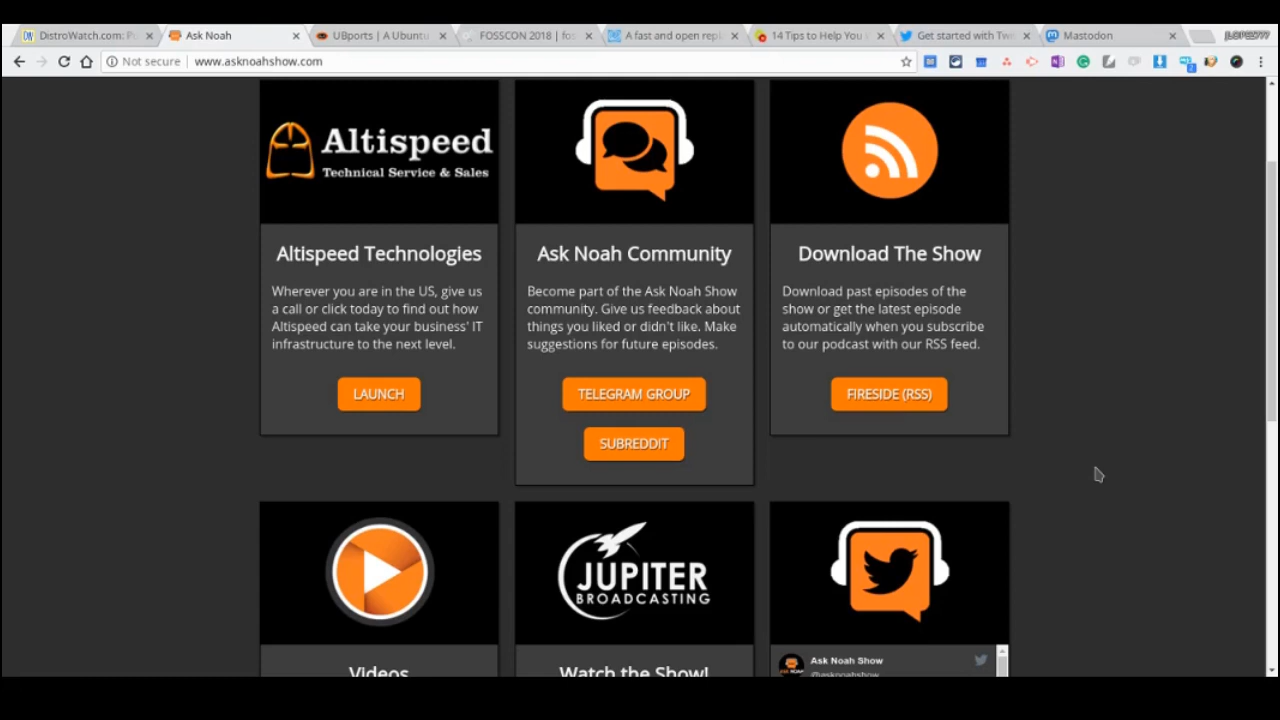 DistroWatch.com: Pu
Ask Noah
UBports | A Ubuntu
FOSSCON 2018 | fos
A fast and open repl
14 Tips to Help You
Get started with Twi
Mastodon
JLOPEZ777
Not secure
www.asknoahshow.com
Altispeed
Technical Service & Sales
Altispeed Technologies
Wherever you are in the US, give us
a call or click today to find out how
Altispeed can take your business' IT
infrastructure to the next level.
LAUNCH
Ask Noah Community
Become part of the Ask Noah Show
community. Give us feedback about
things you liked or didn't like. Make
suggestions for future episodes.
TELEGRAM GROUP
SUBREDDIT
Download The Show
Download past episodes of the
show or get the latest episode
automatically when you subscribe
to our podcast with our RSS feed.
FIRESIDE (RSS)
Videos
JUPITER
BROADCASTING
Watch the Show!
Ask Noah Show
@asknoahshow